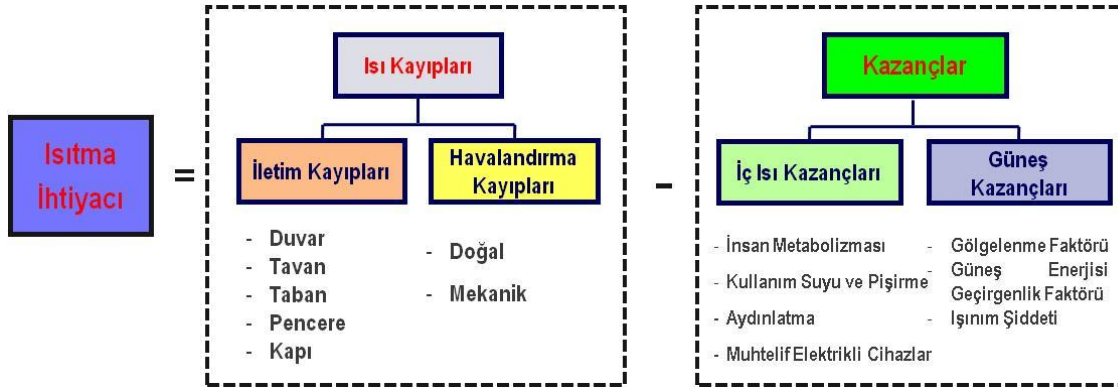 Isıtma
İhtiyacı
=
Isı Kayıpları
İletim Kayıpları
Havalandırma
Kayıpları
- Duvar
- Tavan
- Taban
- Pencere
- Kapı
- Doğal
- Mekanik
-
Kazançlar
İç Isı Kazançları
Güneş
Kazançları
- İnsan Metabolizması
- Kullanım Suyu ve Pişirme
- Aydınlatma
- Muhtelif Elektrikli Cihazlar
- Gölgelenme Faktörü
- Güneş Enerjisi
Geçirgenlik Faktörü
- Işınım Şiddeti